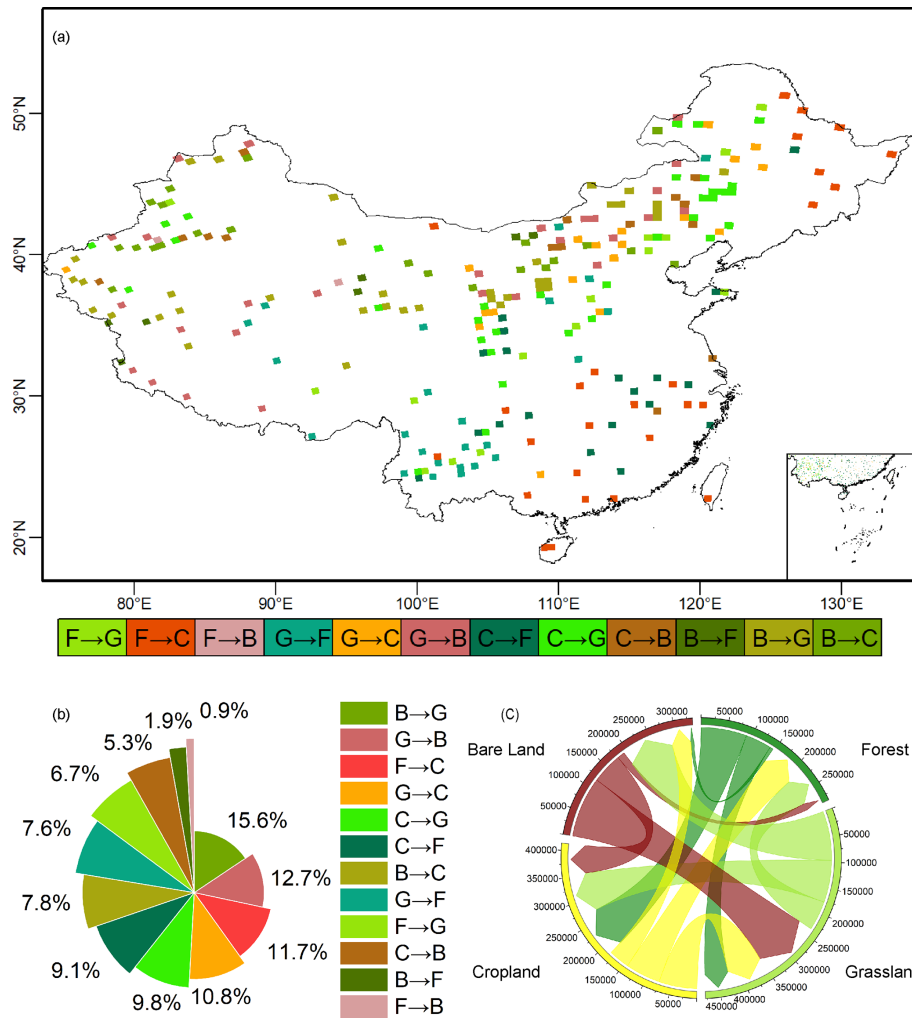 (a)
50°N
40°N
30°N
20°N
80°E 90°E 100°E 110°E 120°E 130°E
F→G F→C F→B G→F G→C G→B C→F C→G C→B B→F B→G B→C
(b)
0.9%
1.9%
5.3%
6.7%
7.6%
7.8%
9.1%
9.8%
10.8%
11.7%
12.7%
15.6%
B→G
G→B
F→C
G→C
C→G
C→F
B→C
G→F
F→G
C→B
B→F
F→B
(C)
Bare Land
50000
100000
150000
200000
250000
300000
Forest
50000
100000
150000
200000
250000
Grasslan
50000
100000
150000
200000
250000
300000
350000
400000
450000
Cropland
50000
100000
150000
200000
250000
300000
350000
400000